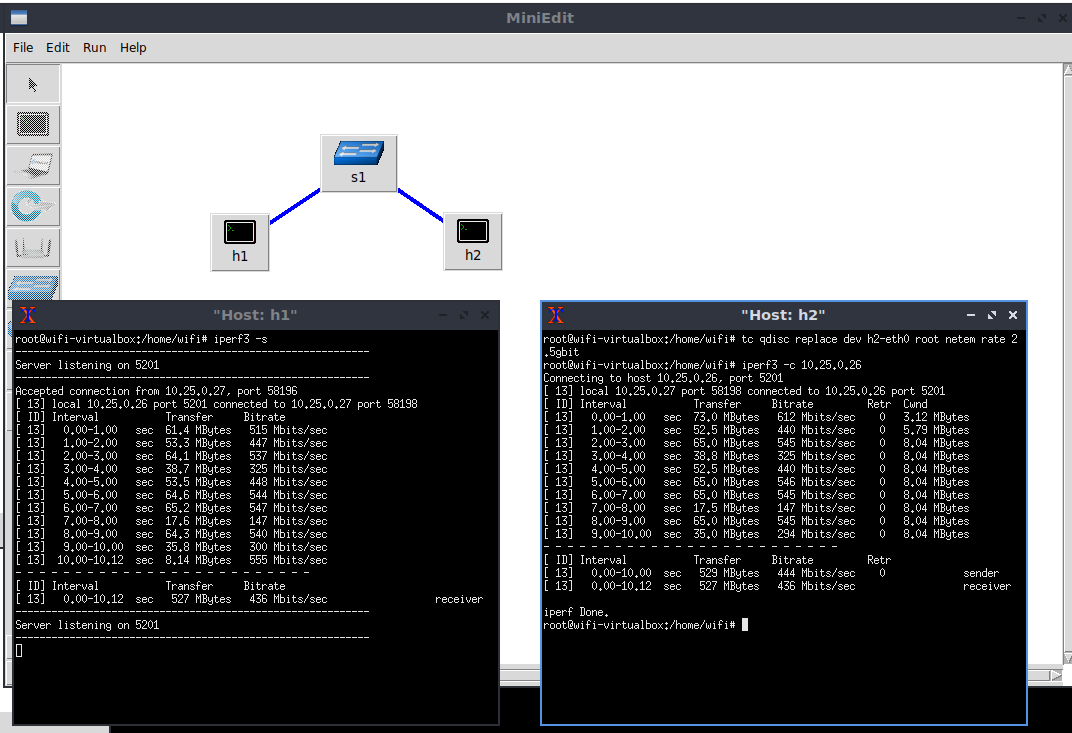 MiniEdit
File Edit Run Help
s1
h1
h2
"Host: h1"
root@wifi-virtualbox:/home/wifi# iperf3 -s
-----------------------------------------------------------
Server listening on 5201
-----------------------------------------------------------
Accepted connection from 10.25.0.27, port 58196
[ 13] local 10.25.0.26 port 5201 connected to 10.25.0.27 port 58198
[ ID] Interval Transfer Bitrate
[ 13] 0.00-1.00 sec 61.4 MBytes 515 Mbits/sec
[ 13] 1.00-2.00 sec 53.3 MBytes 447 Mbits/sec
[ 13] 2.00-3.00 sec 64.1 MBytes 537 Mbits/sec
[ 13] 3.00-4.00 sec 38.7 MBytes 325 Mbits/sec
[ 13] 4.00-5.00 sec 53.5 MBytes 448 Mbits/sec
[ 13] 5.00-6.00 sec 64.6 MBytes 544 Mbits/sec
[ 13] 6.00-7.00 sec 65.2 MBytes 547 Mbits/sec
[ 13] 7.00-8.00 sec 17.6 MBytes 147 Mbits/sec
[ 13] 8.00-9.00 sec 64.3 MBytes 540 Mbits/sec
[ 13] 9.00-10.00 sec 35.8 MBytes 300 Mbits/sec
[ 13] 10.00-10.12 sec 8.14 MBytes 555 Mbits/sec
- - - - - - - - - - - - - - - - - - - - - - - - -
[ ID] Interval Transfer Bitrate
[ 13] 0.00-10.12 sec 527 MBytes 436 Mbits/sec receiver
-----------------------------------------------------------
Server listening on 5201
-----------------------------------------------------------
"Host: h2"
root@wifi-virtualbox:/home/wifi# tc qdisc replace dev h2-eth0 root netem rate 2
.5gbit
root@wifi-virtualbox:/home/wifi# iperf3 -c 10.25.0.26
Connecting to host 10.25.0.26, port 5201
[ 13] local 10.25.0.27 port 58198 connected to 10.25.0.26 port 5201
[ ID] Interval Transfer Bitrate Retr Cwnd
[ 13] 0.00-1.00 sec 73.0 MBytes 612 Mbits/sec 0 3.12 MBytes
[ 13] 1.00-2.00 sec 52.5 MBytes 440 Mbits/sec 0 5.79 MBytes
[ 13] 2.00-3.00 sec 65.0 MBytes 545 Mbits/sec 0 8.04 MBytes
[ 13] 3.00-4.00 sec 38.8 MBytes 325 Mbits/sec 0 8.04 MBytes
[ 13] 4.00-5.00 sec 52.5 MBytes 440 Mbits/sec 0 8.04 MBytes
[ 13] 5.00-6.00 sec 65.0 MBytes 546 Mbits/sec 0 8.04 MBytes
[ 13] 6.00-7.00 sec 65.0 MBytes 545 Mbits/sec 0 8.04 MBytes
[ 13] 7.00-8.00 sec 17.5 MBytes 147 Mbits/sec 0 8.04 MBytes
[ 13] 8.00-9.00 sec 65.0 MBytes 545 Mbits/sec 0 8.04 MBytes
[ 13] 9.00-10.00 sec 35.0 MBytes 294 Mbits/sec 0 8.04 MBytes
- - - - - - - - - - - - - - - - - - - - - - - - -
[ ID] Interval Transfer Bitrate Retr
[ 13] 0.00-10.00 sec 529 MBytes 444 Mbits/sec 0 sender
[ 13] 0.00-10.12 sec 527 MBytes 436 Mbits/sec receiver
iperf Done.
root@wifi-virtualbox:/home/wifi#